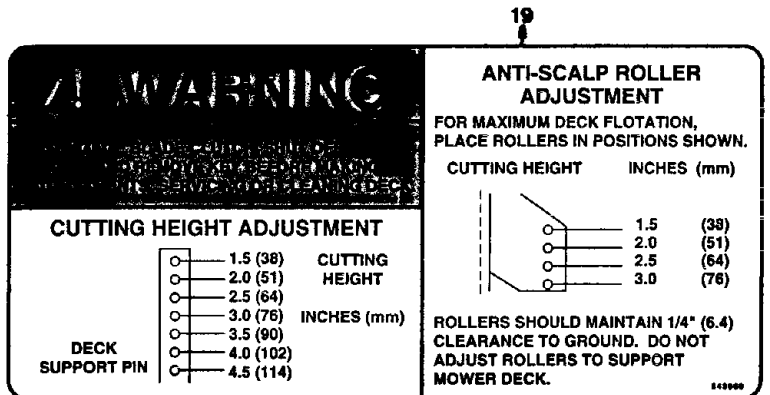 19
WARNING
CUTTING HEIGHT ADJUSTMENT
1.5 (38) CUTTING
2.0 (51) HEIGHT
2.5 (64)
3.0 (76) INCHES (mm)
3.5 (90)
DECK 4.0 (102)
SUPPORT PIN 4.5 (114)
ANTI-SCALP ROLLER
ADJUSTMENT
FOR MAXIMUM DECK FLOTATION,
PLACE ROLLERS IN POSITIONS SHOWN.
CUTTING HEIGHT INCHES (mm)
1.5 (38)
2.0 (51)
2.5 (64)
3.0 (76)
ROLLERS SHOULD MAINTAIN 1/4" (6.4)
CLEARANCE TO GROUND. DO NOT
ADJUST ROLLERS TO SUPPORT
MOWER DECK.